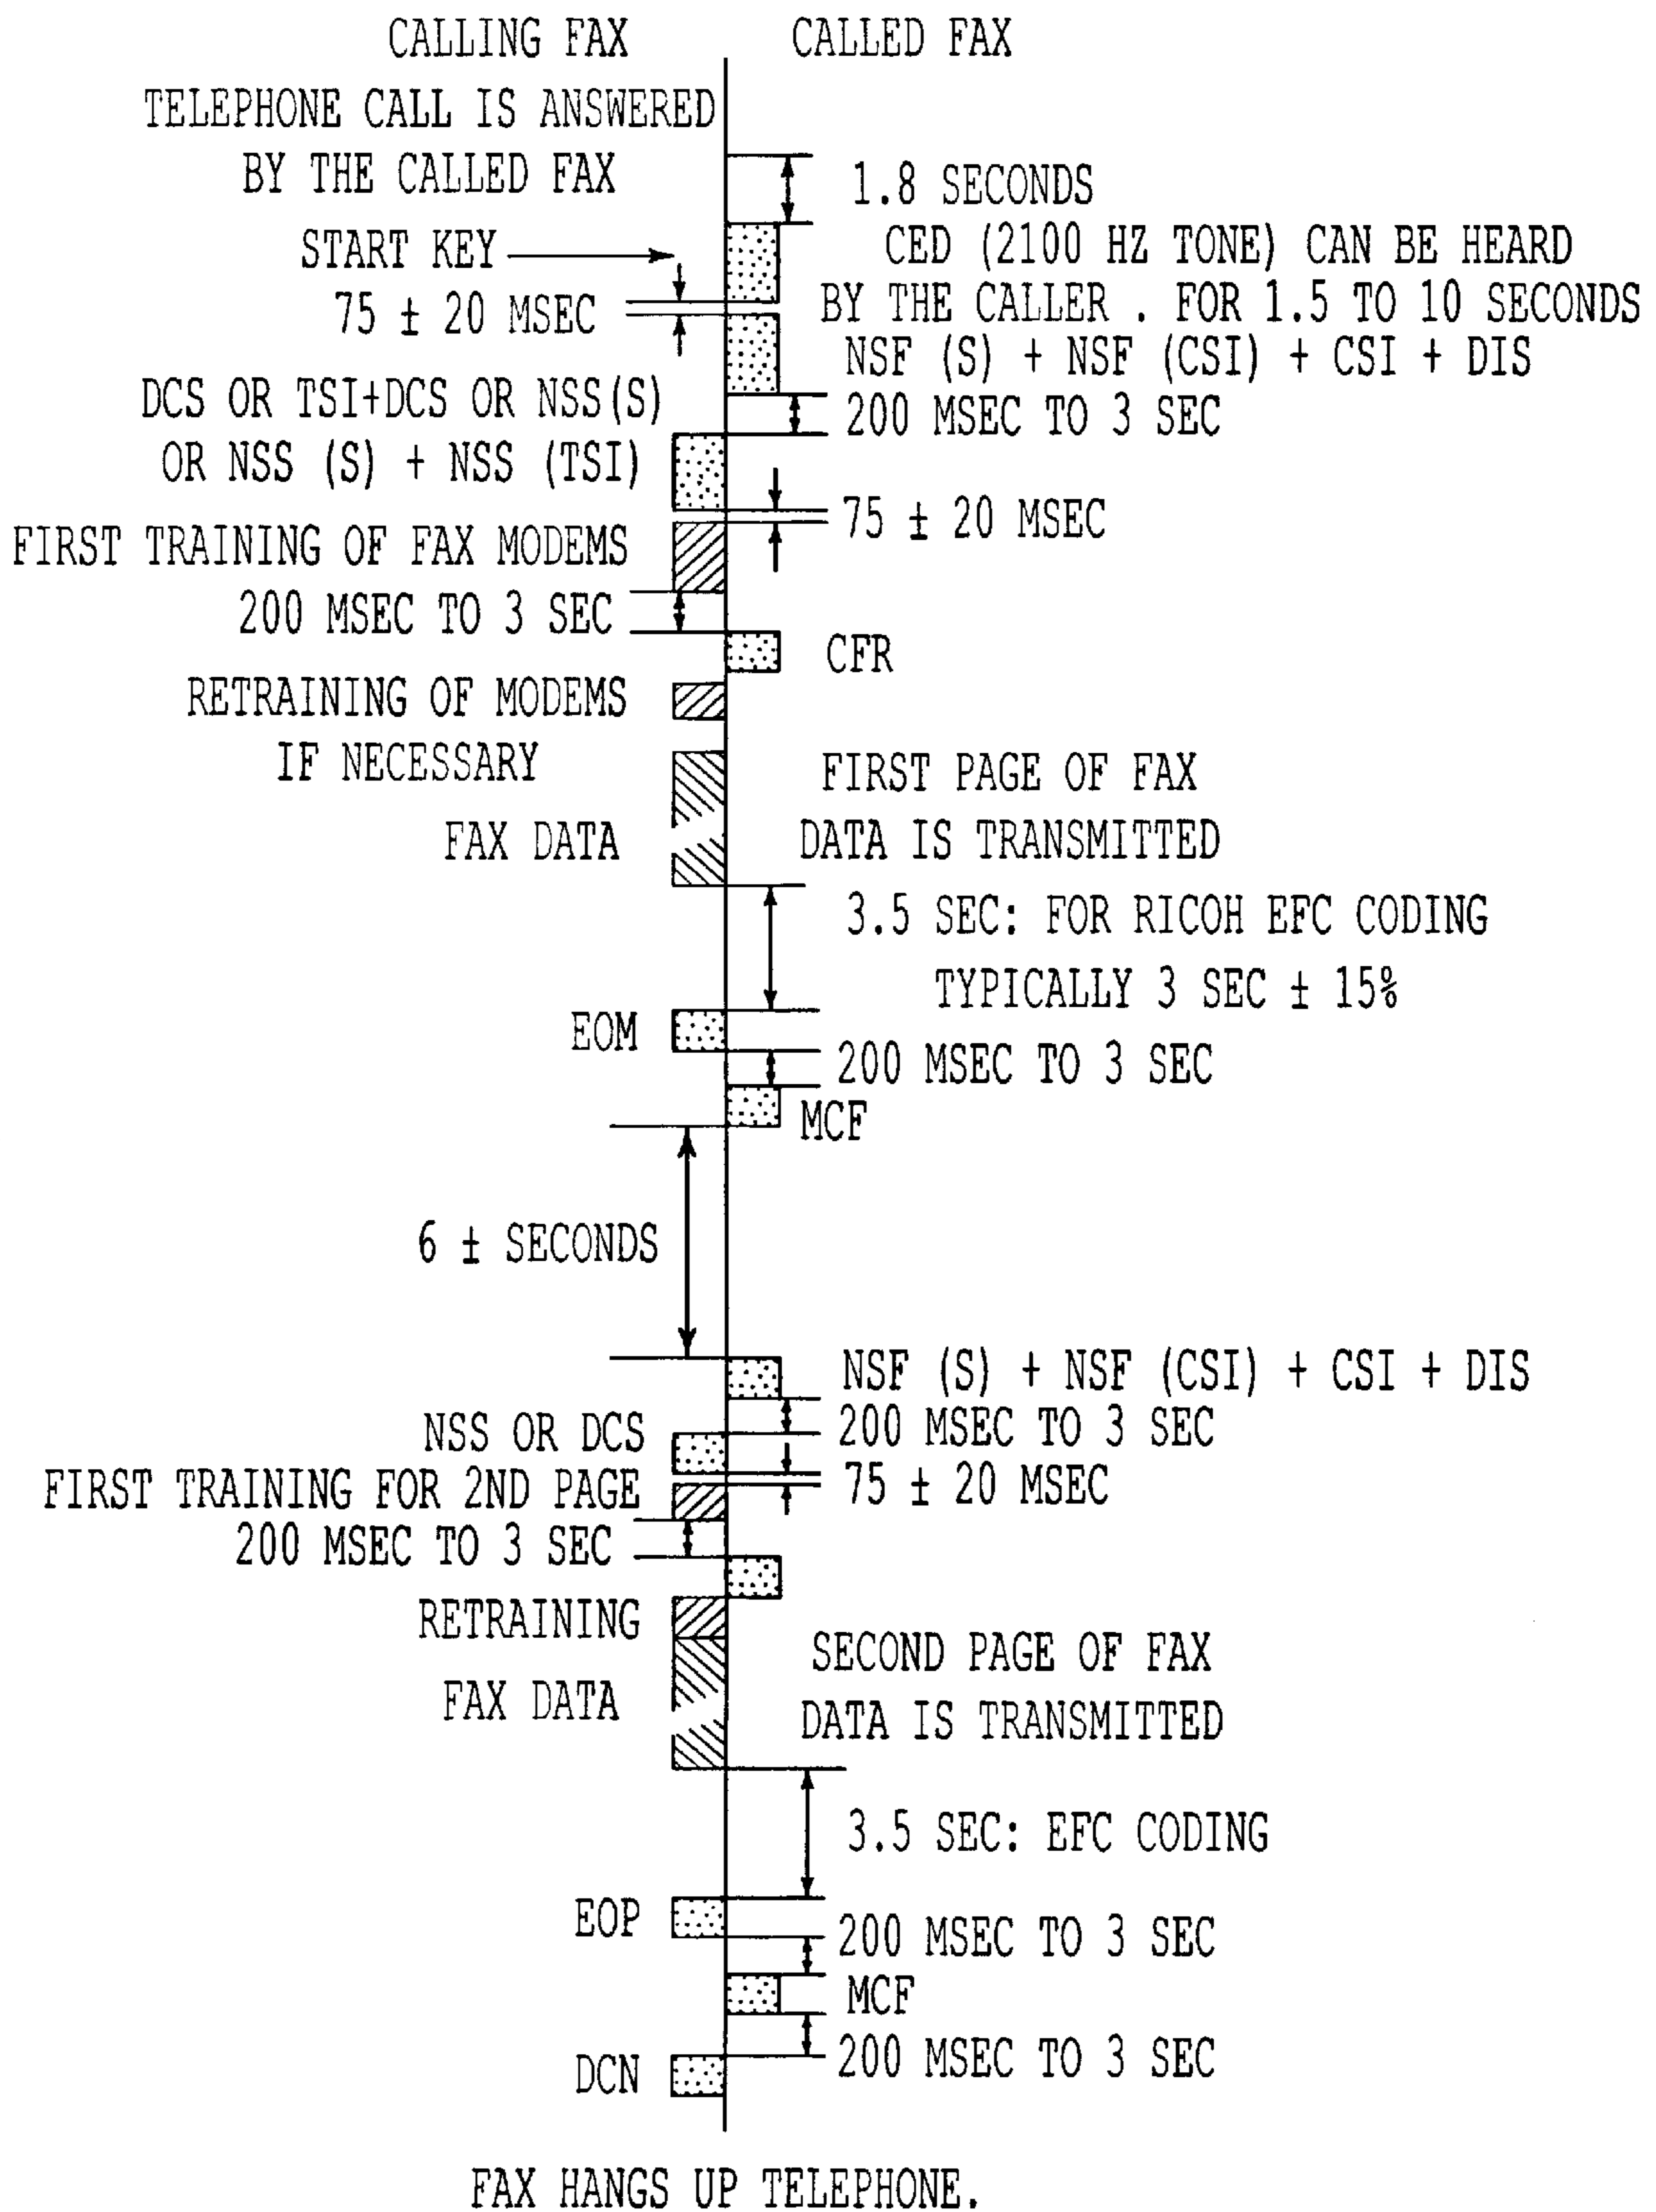 CALLING FAX
CALLED FAX
TELEPHONE CALL IS ANSWERED
BY THE CALLED FAX
1.8 SECONDS
START KEY
CED (2100 HZ TONE) CAN BE HEARD
BY THE CALLER . FOR 1.5 TO 10 SECONDS
75 ± 20 MSEC
NSF (S) + NSF (CSI) + CSI + DIS
DCS OR TSI+DCS OR NSS(S)
OR NSS (S) + NSS (TSI)
200 MSEC TO 3 SEC
75 ± 20 MSEC
FIRST TRAINING OF FAX MODEMS
200 MSEC TO 3 SEC
CFR
RETRAINING OF MODEMS
IF NECESSARY
FIRST PAGE OF FAX
DATA IS TRANSMITTED
FAX DATA
3.5 SEC: FOR RICOH EFC CODING
TYPICALLY 3 SEC ± 15%
EOM
200 MSEC TO 3 SEC
MCF
6 ± SECONDS
NSF (S) + NSF (CSI) + CSI + DIS
200 MSEC TO 3 SEC
NSS OR DCS
75 ± 20 MSEC
FIRST TRAINING FOR 2ND PAGE
200 MSEC TO 3 SEC
RETRAINING
SECOND PAGE OF FAX
DATA IS TRANSMITTED
FAX DATA
3.5 SEC: EFC CODING
EOP
200 MSEC TO 3 SEC
MCF
200 MSEC TO 3 SEC
DCN
FAX HANGS UP TELEPHONE.